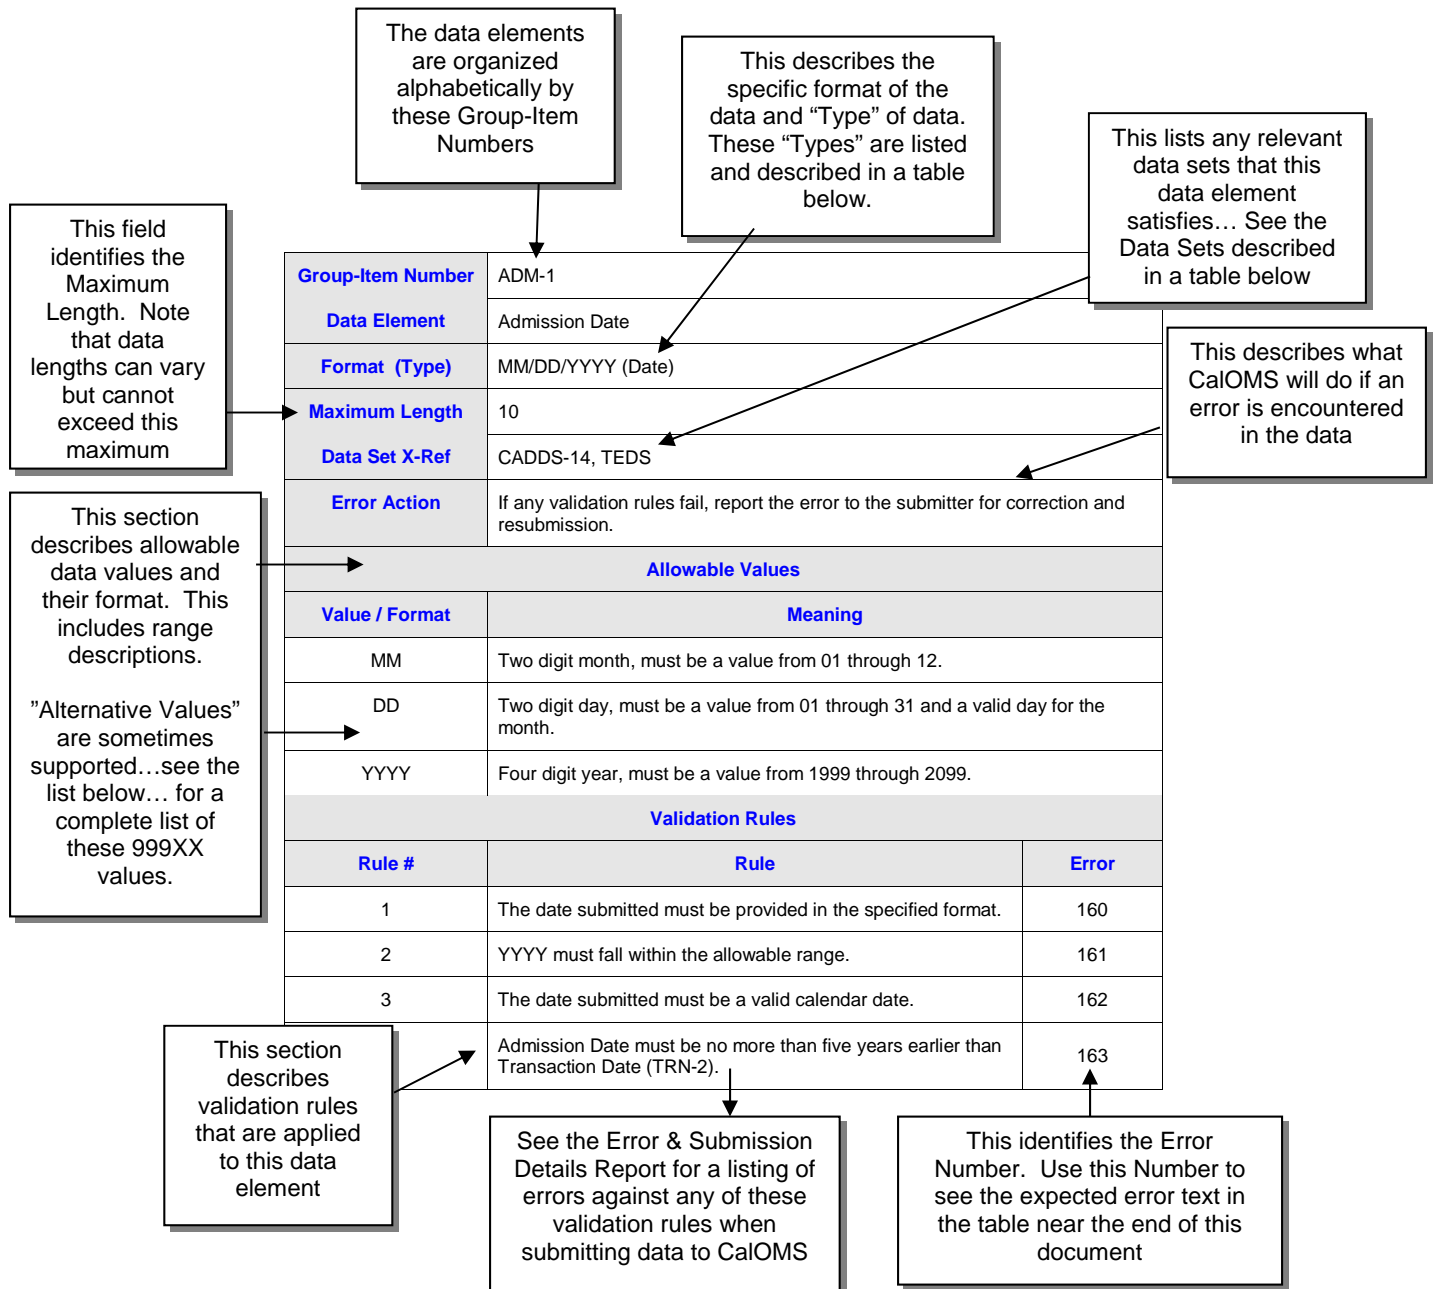 The data elements
are organized
alphabetically by
these Group-Item
Numbers
This describes the
specific format of the
data and “Type” of data.
These “Types” are listed
and described in a table
below.
This lists any relevant
data sets that this
data element
satisfies… See the
Data Sets described
in a table below
This field
identifies the
Maximum
Length.  Note
that data
lengths can vary
but cannot
exceed this
maximum
This describes what
CalOMS will do if an
error is encountered
in the data
Group-Item Number ADM-1
Data Element Admission Date
Format  (Type) MM/DD/YYYY (Date)
Maximum Length 10
Data Set X-Ref CADDS-14, TEDS
Error Action If any validation rules fail, report the error to the submitter for correction and
resubmission.
Allowable Values
Value / Format Meaning
MM Two digit month, must be a value from 01 through 12.
DD Two digit day, must be a value from 01 through 31 and a valid day for the
month.
YYYY Four digit year, must be a value from 1999 through 2099.
Validation Rules
Rule # Rule Error
1 The date submitted must be provided in the specified format. 160
2 YYYY must fall within the allowable range. 161
3 The date submitted must be a valid calendar date. 162
Admission Date must be no more than five years earlier than
Transaction Date (TRN-2). 163
This section
describes allowable
data values and
their format.  This
includes range
descriptions.
”Alternative Values”
are sometimes
supported…see the
list below… for a
complete list of
these 999XX
values.
This section
describes
validation rules
that are applied
to this data
element
See the Error & Submission
Details Report for a listing of
errors against any of these
validation rules when
submitting data to CalOMS
This identifies the Error
Number.  Use this Number to
see the expected error text in
the table near the end of this
document